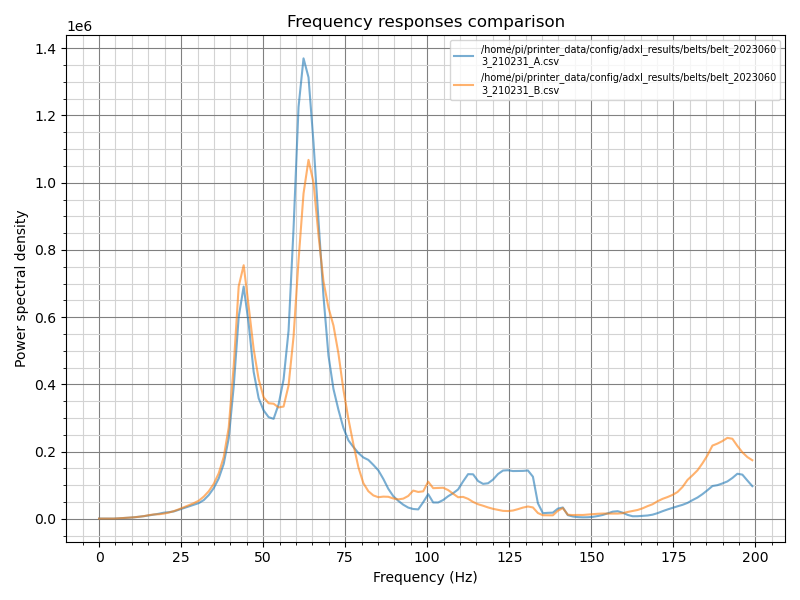 Frequency responses comparison
1e6
/home/pi/printer_data/config/adxl_results/belts/belt_2023060
3_210231_A.csv
/home/pi/printer_data/config/adxl_results/belts/belt_2023060
3_210231_B.csv
1.4
1.2
1.0
0.8
0.6
0.4
0.2
0.0
Power spectral density
0 25 50 75 100 125 150 175 200
Frequency (Hz)